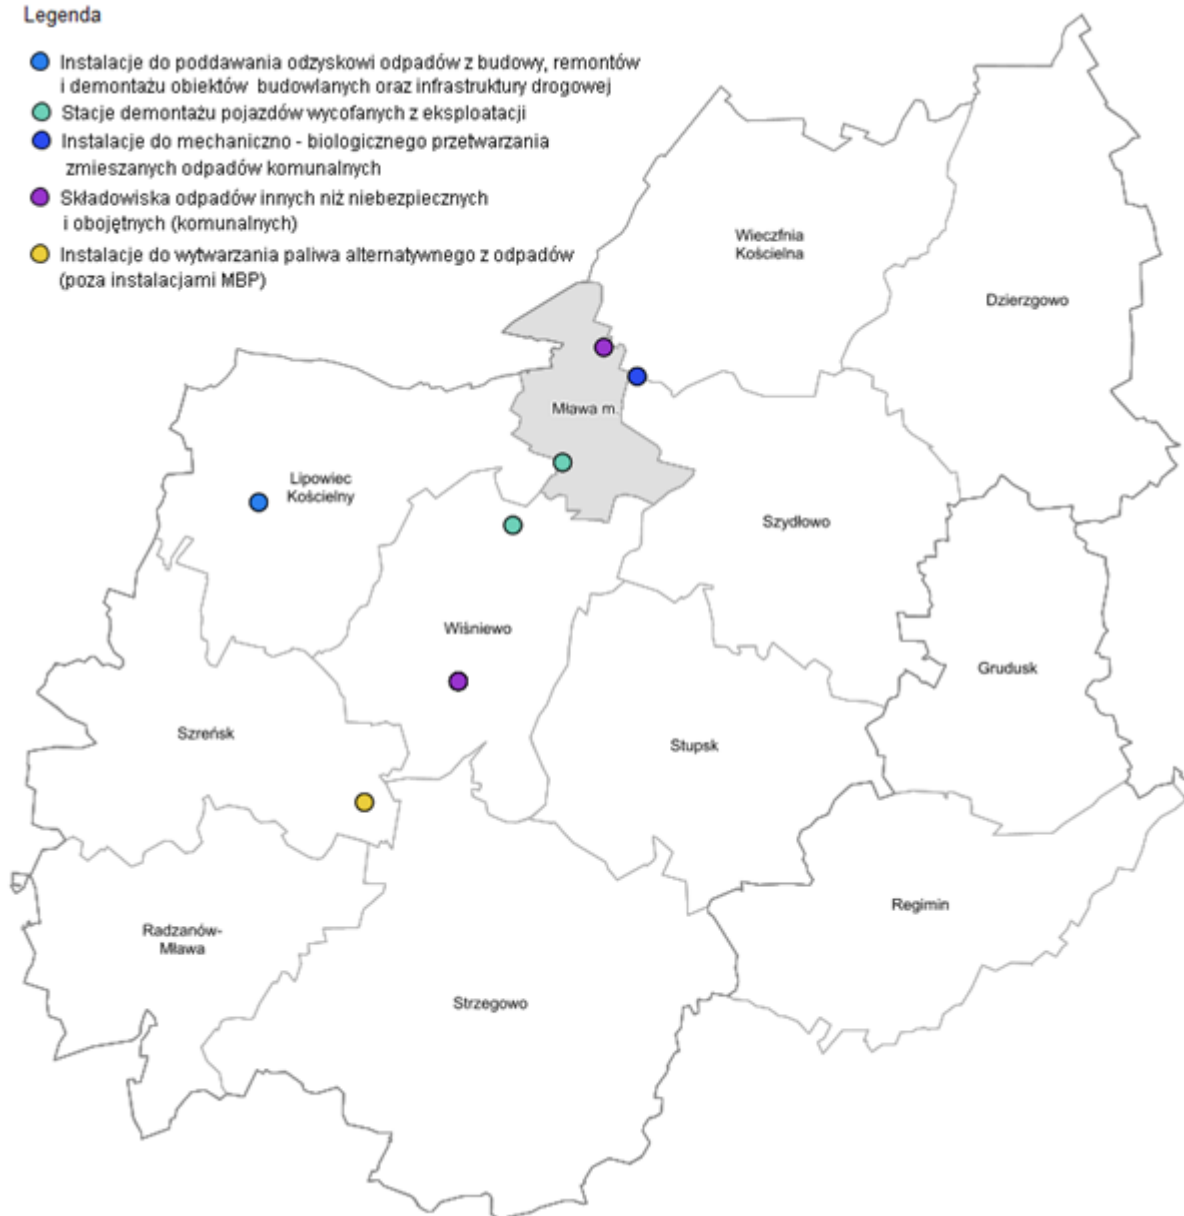 Legenda
Instalacje do poddawania odzyskowi odpadów z budowy, remontów
i demontażu obiektów budowlanych oraz infrastruktury drogowej
Stacje demontażu pojazdów wycofanych z eksploatacji
Instalacje do mechaniczno - biologicznego przetwarzania
zmieszanych odpadów komunalnych
Składowiska odpadów innych niż niebezpiecznych
i obojętnych (komunalnych)
Instalacje do wytwarzania paliwa alternatywnego z odpadów
(poza instalacjami MBP)
Wieczfnia
Kościelna
Dzierzgowo
Mława m.
Lipowiec
Kościelny
Szydłowo
Wiśniewo
Grudusk
Szreńsk
Stupsk
Regimin
Radzanów-
Mława
Strzegowo